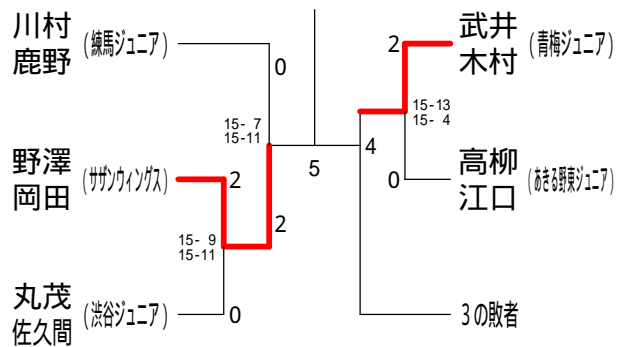 川村
鹿野
(練馬ジュニア)
0
15- 7
15-11
野澤
岡田
(サザンウィングス)
2
2
15- 9
15-11
丸茂
佐久間
(渋谷ジュニア)
0
5
2
武井
木村
(青梅ジュニア)
15-13
15- 4
4
0
高柳
江口
(あきる野東ジュニア)
3の敗者